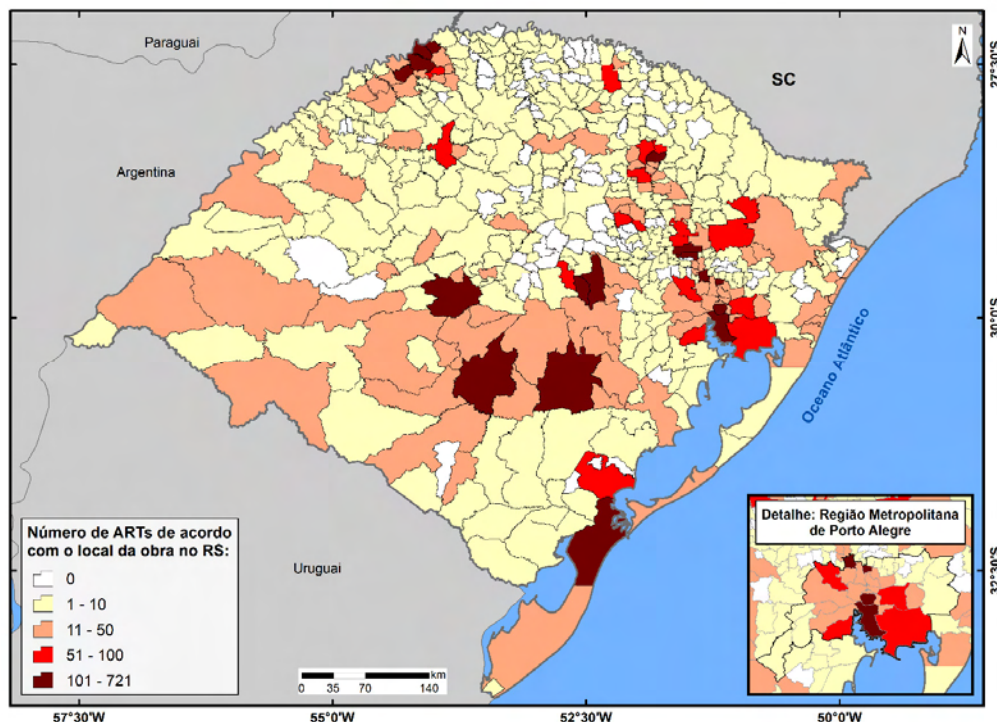 Paraguai
N
27°30'S
SC
Argentina
30°0'S
Oceano Atlântico
Número de ARTs de acordo
com o local da obra no RS:
0
1 - 10
11 - 50
51 - 100
101 - 721
Uruguai
Detalhe: Região Metropolitana
de Porto Alegre
32°30'S
km
0 35 70 140
57°30'W
55°0'W
52°30'W
50°0'W